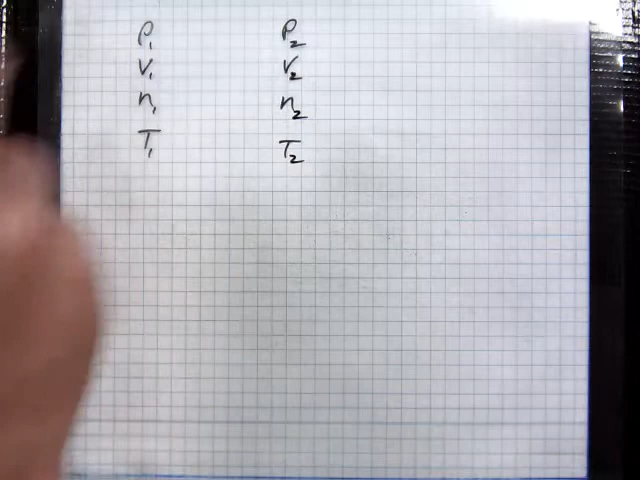 P₁ P₂
V₁ V₂
n₁ n₂
T₁ T₂